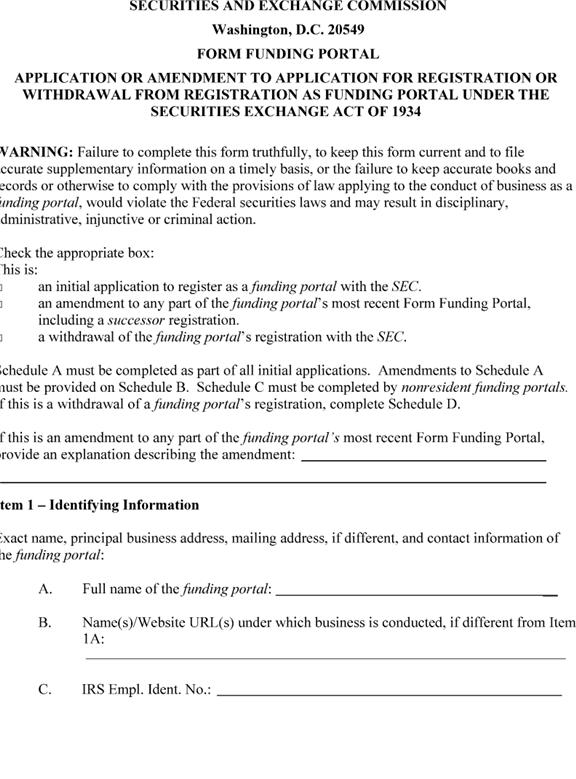 SECURITIES AND EXCHANGE COMMISSION
Washington, D.C. 20549
FORM FUNDING PORTAL
APPLICATION OR AMENDMENT TO APPLICATION FOR REGISTRATION OR
WITHDRAWAL FROM REGISTRATION AS FUNDING PORTAL UNDER THE
SECURITIES EXCHANGE ACT OF 1934
WARNING: Failure to complete this form truthfully, to keep this form current and to file
ccurate supplementary information on a timely basis, or the failure to keep accurate books and
ecords or otherwise to comply with the provisions of law applying to the conduct of business as a
unding portal, would violate the Federal securities laws and may result in disciplinary,
dministrative, injunctive or criminal action.
Check the appropriate box:
This is:
an initial application to register as a funding portal with the SEC.
an amendment to any part of the funding portal's most recent Form Funding Portal,
including a successor registration.
a withdrawal of the funding portal's registration with the SEC.
Schedule A must be completed as part of all initial applications. Amendments to Schedule A
must be provided on Schedule B. Schedule C must be completed by nonresident funding portals.
f this is a withdrawal of a funding portal's registration, complete Schedule D.
f this is an amendment to any part of the funding portal's most recent Form Funding Portal,
provide an explanation describing the amendment:
tem 1 – Identifying Information
Exact name, principal business address, mailing address, if different, and contact information of
he funding portal:
A. Full name of the funding portal:
B. Name(s)/Website URL(s) under which business is conducted, if different from Item
1A:
C. IRS Empl. Ident. No.: